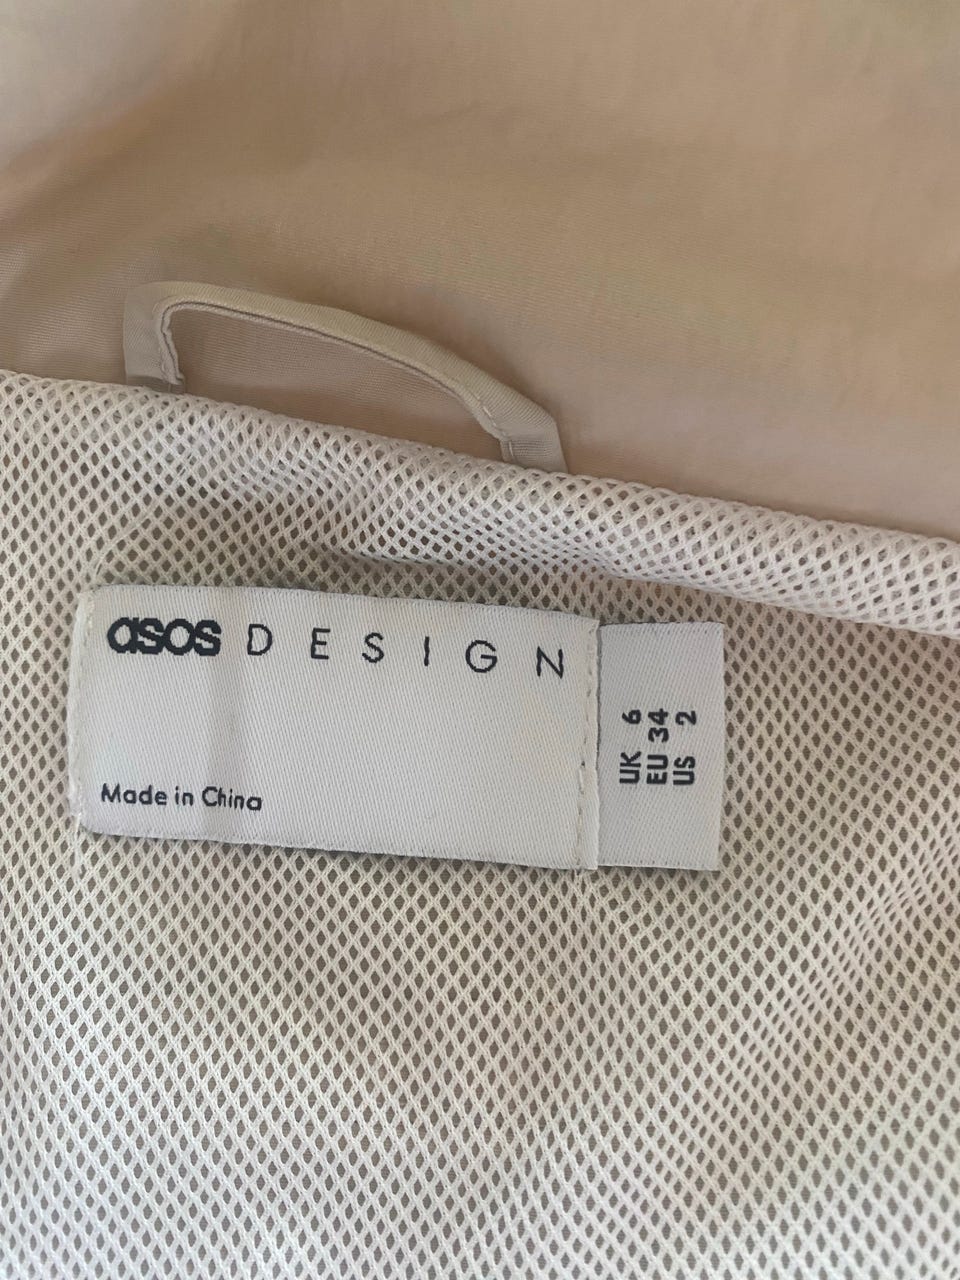 asos DESIGN
Made in China
UK 6
EU 34
US 2